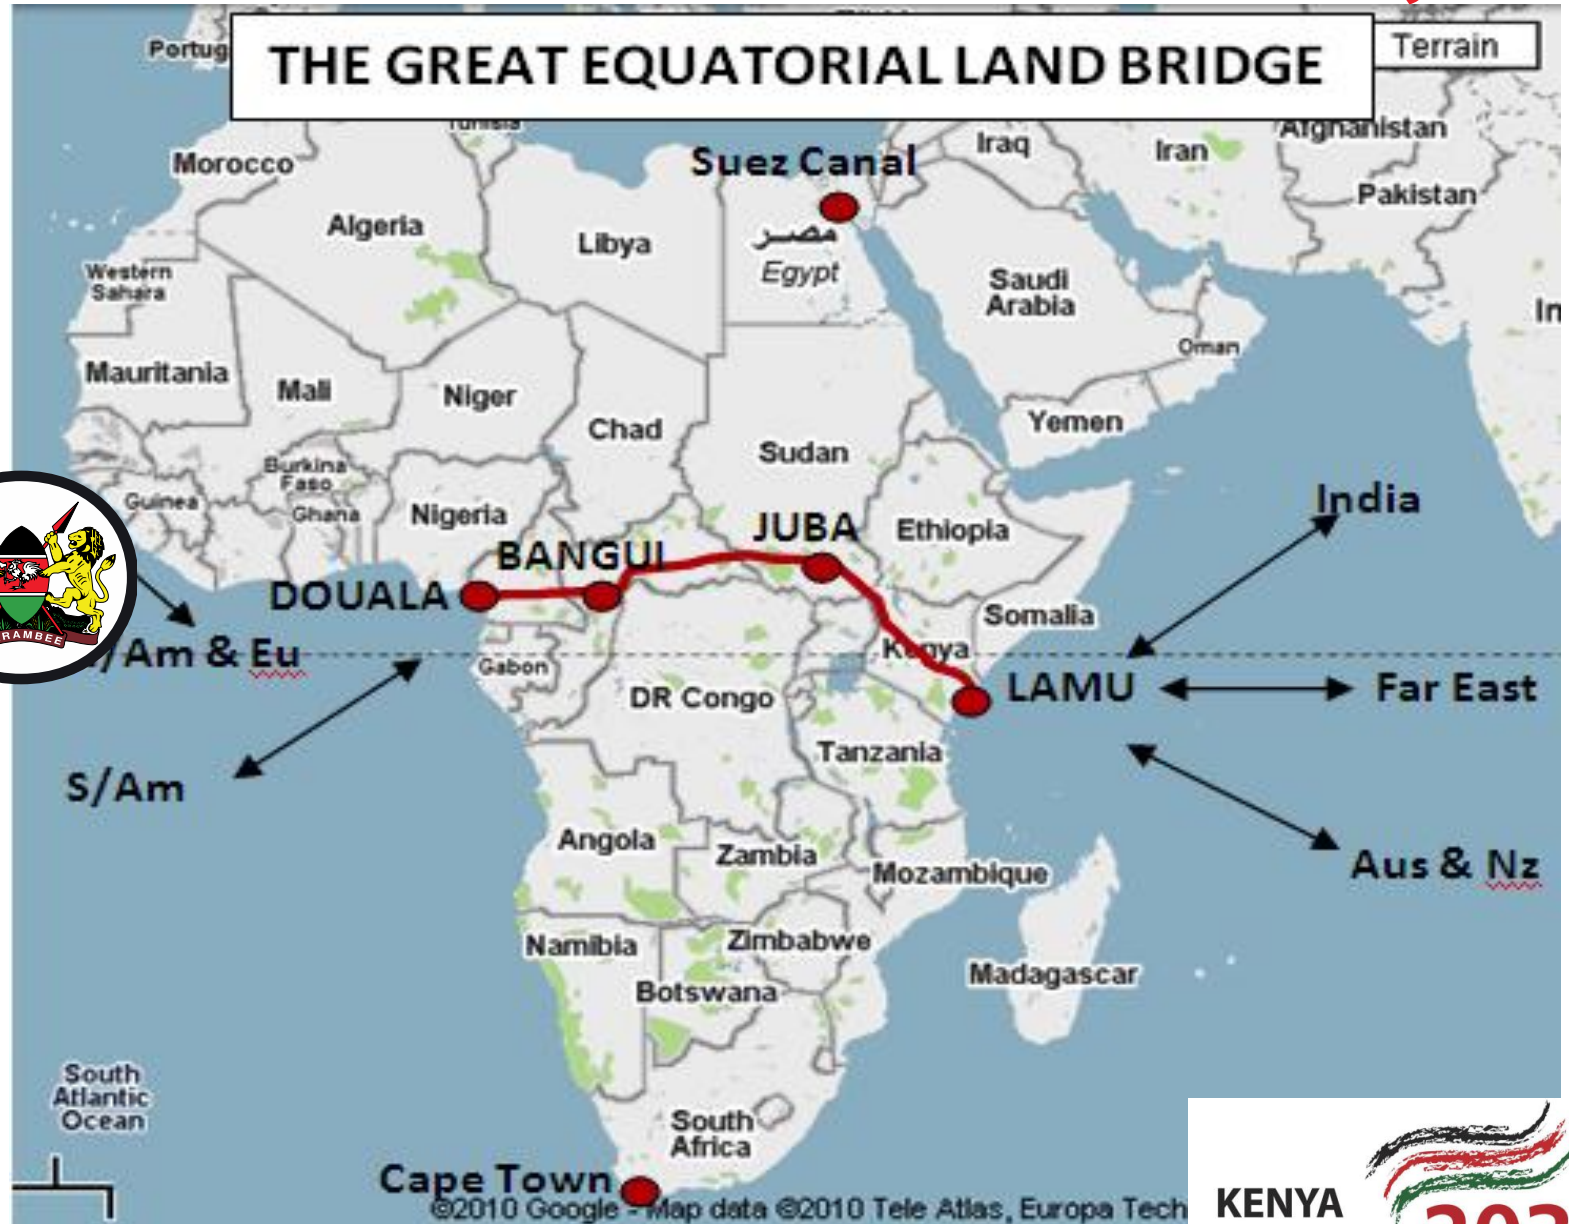 THE GREAT EQUATORIAL LAND BRIDGE
Terrain
Portug
Tunisia
Morocco
Suez Canal
Iraq
Iran
Afghanistan
Pakistan
Algeria
Libya
مصر
Egypt
Saudi
Arabia
Western
Sahara
In
Oman
Mauritania
Mali
Niger
Chad
Sudan
Yemen
Burkina
Faso
Guinea
Ghana
Nigeria
JUBA
Ethiopia
India
BANGUI
DOUALA
Somalia
RAMBEE
/Am & Eu
Kenya
Gabon
DR Congo
LAMU
Far East
Tanzania
S/Am
Angola
Zambia
Mozambique
Aus & Nz
Namibia
Zimbabwe
Botswana
Madagascar
South
Atlantic
Ocean
South
Africa
Cape Town
©2010 Google - Map data ©2010 Tele Atlas, Europa Tech
KENYA